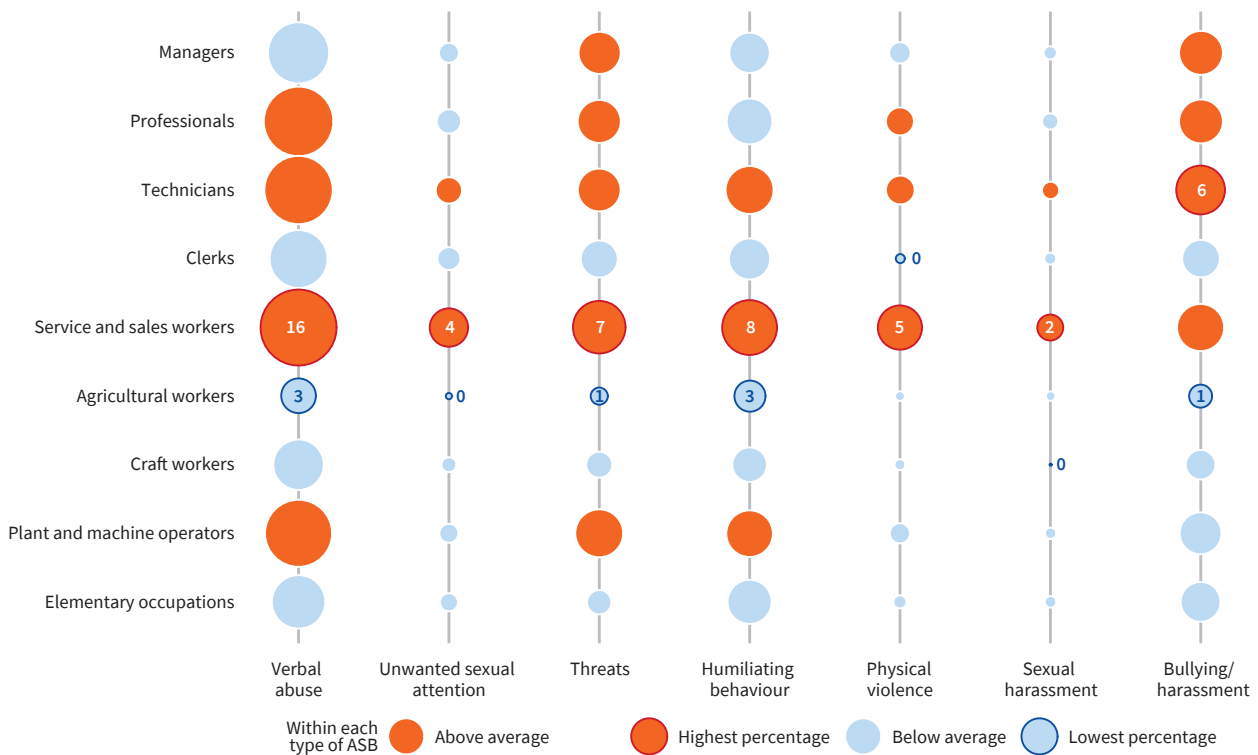 Managers
Professionals
Technicians
6
Clerks
0
Service and sales workers
16
4
7
8
5
2
Agricultural workers
3
0
1
3
1
Craft workers
0
Plant and machine operators
Elementary occupations
Verbal
abuse
Unwanted sexual
attention
Threats
Humiliating
behaviour
Physical
violence
Sexual
harassment
Bullying/
harassment
Within each
type of ASB
Above average
Highest percentage
Below average
Lowest percentage